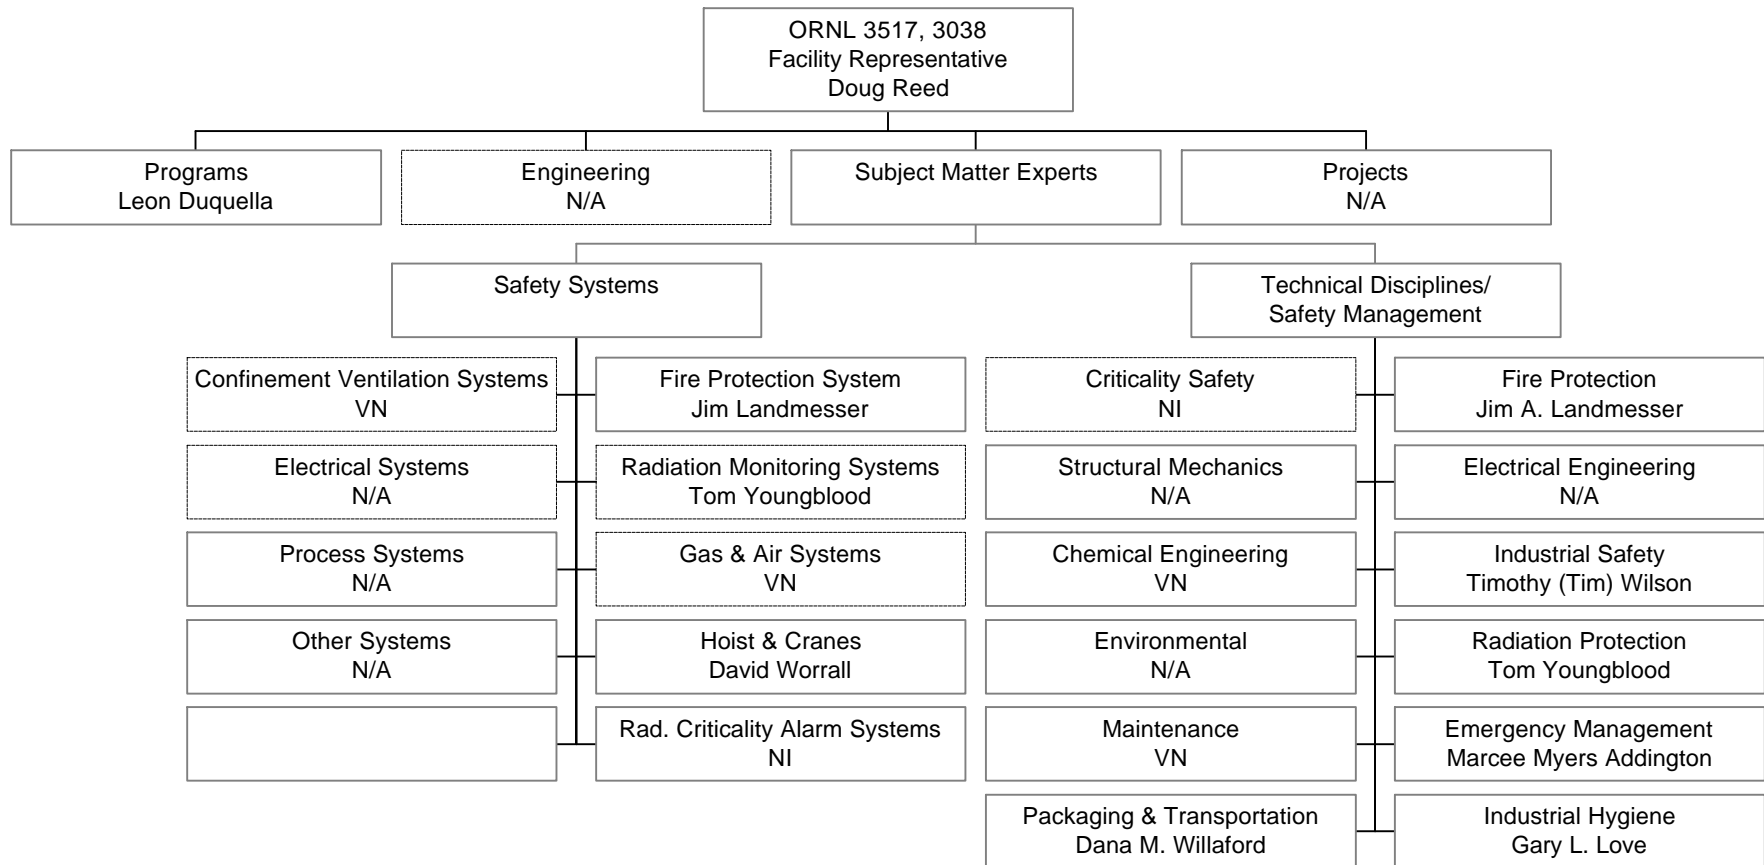 ORNL 3517, 3038
Facility Representative
Doug Reed
Programs
Leon Duquella
Engineering
N/A
Subject Matter Experts
Projects
N/A
Safety Systems
Technical Disciplines/
Safety Management
Confinement Ventilation Systems
VN
Fire Protection System
Jim Landmesser
Electrical Systems
N/A
Radiation Monitoring Systems
Tom Youngblood
Process Systems
N/A
Gas & Air Systems
VN
Other Systems
N/A
Hoist & Cranes
David Worrall
Rad. Criticality Alarm Systems
NI
Criticality Safety
NI
Fire Protection
Jim A. Landmesser
Structural Mechanics
N/A
Electrical Engineering
N/A
Chemical Engineering
VN
Industrial Safety
Timothy (Tim) Wilson
Environmental
N/A
Radiation Protection
Tom Youngblood
Maintenance
VN
Emergency Management
Marcee Myers Addington
Packaging & Transportation
Dana M. Willaford
Industrial Hygiene
Gary L. Love